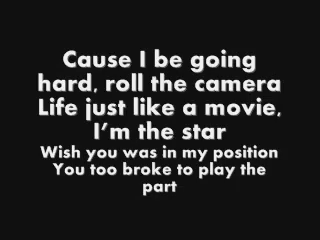 Cause I be going
hard, roll the camera
Life just like a movie,
I'm the star
Wish you was in my position
You too broke to play the
part